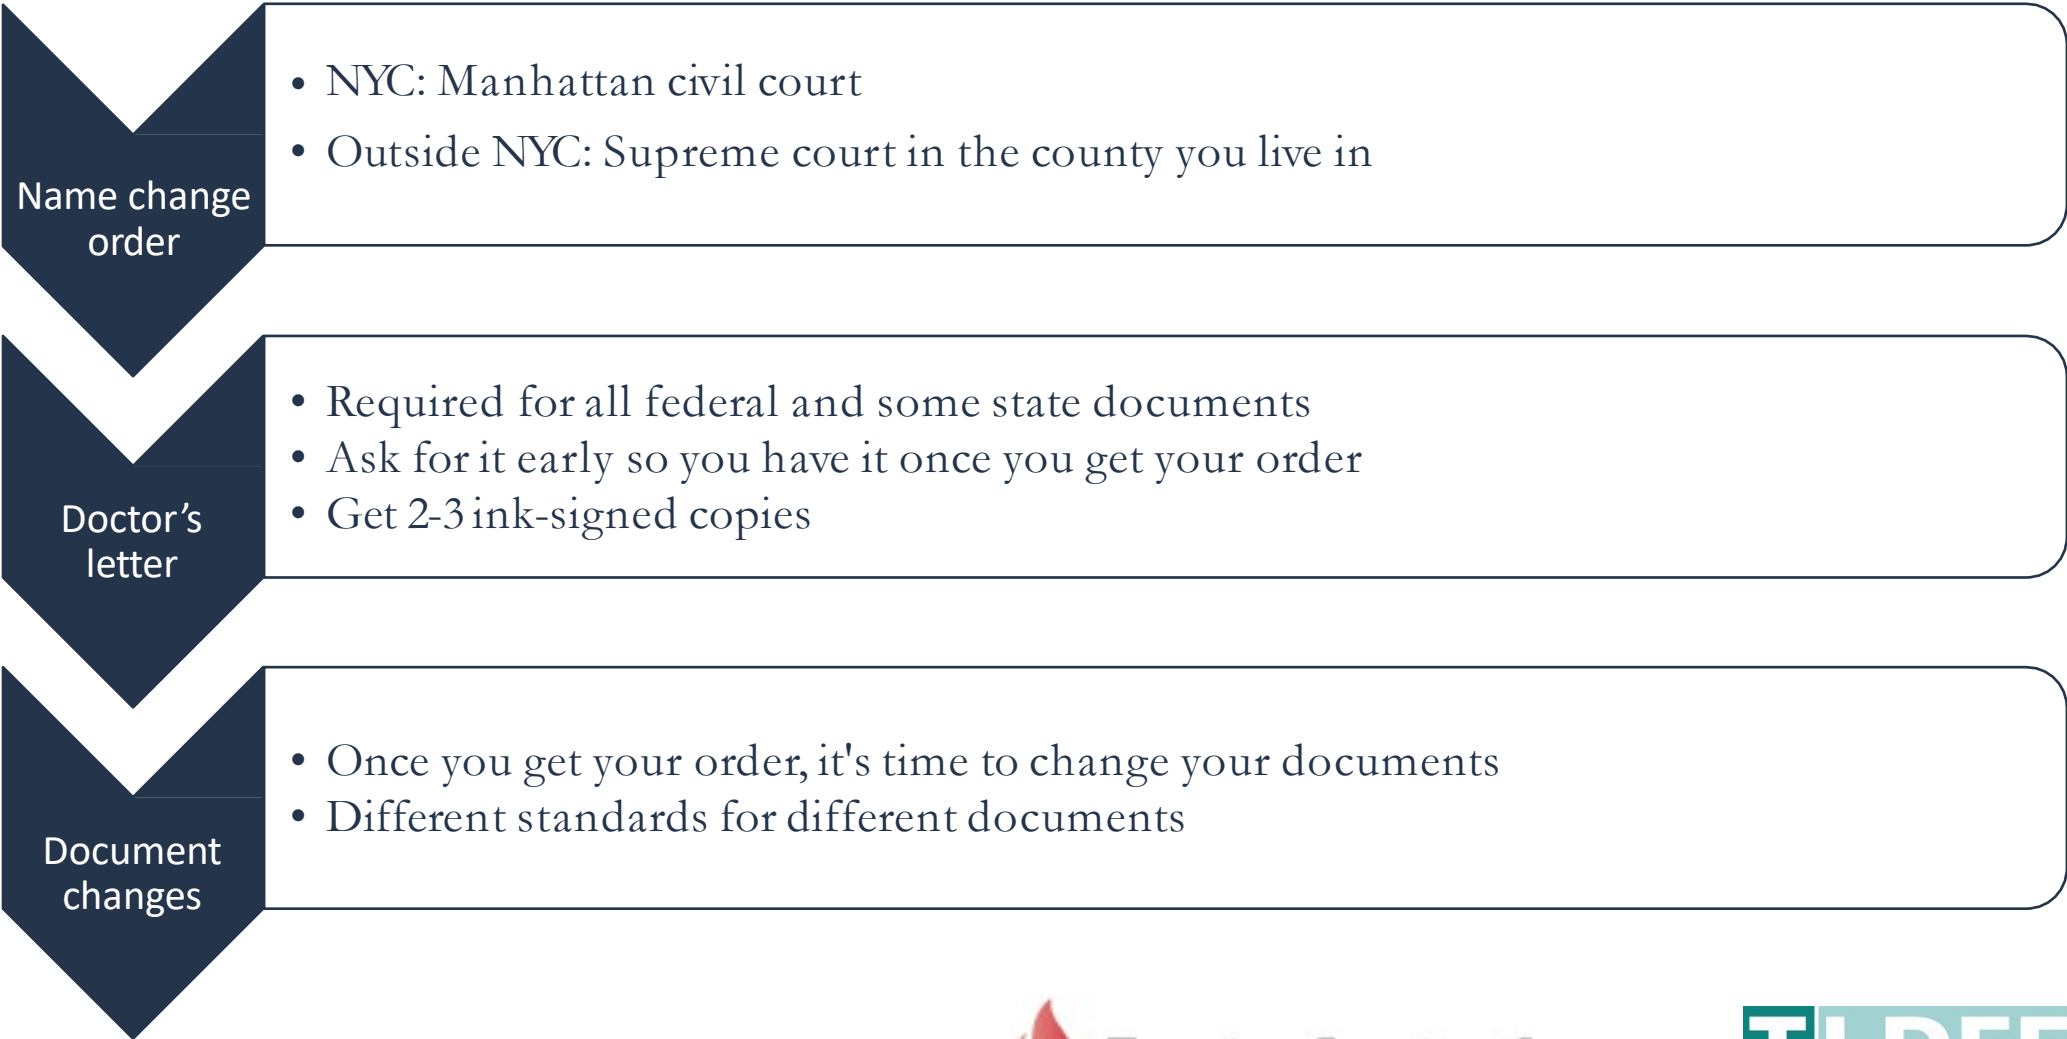 Name change
order
• NYC: Manhattan civil court
• Outside NYC: Supreme court in the county you live in
Doctor’s
letter
• Required for all federal and some state documents
• Ask for it early so you have it once you get your order
• Get 2-3 ink-signed copies
Document
changes
• Once you get your order, it's time to change your documents
• Different standards for different documents